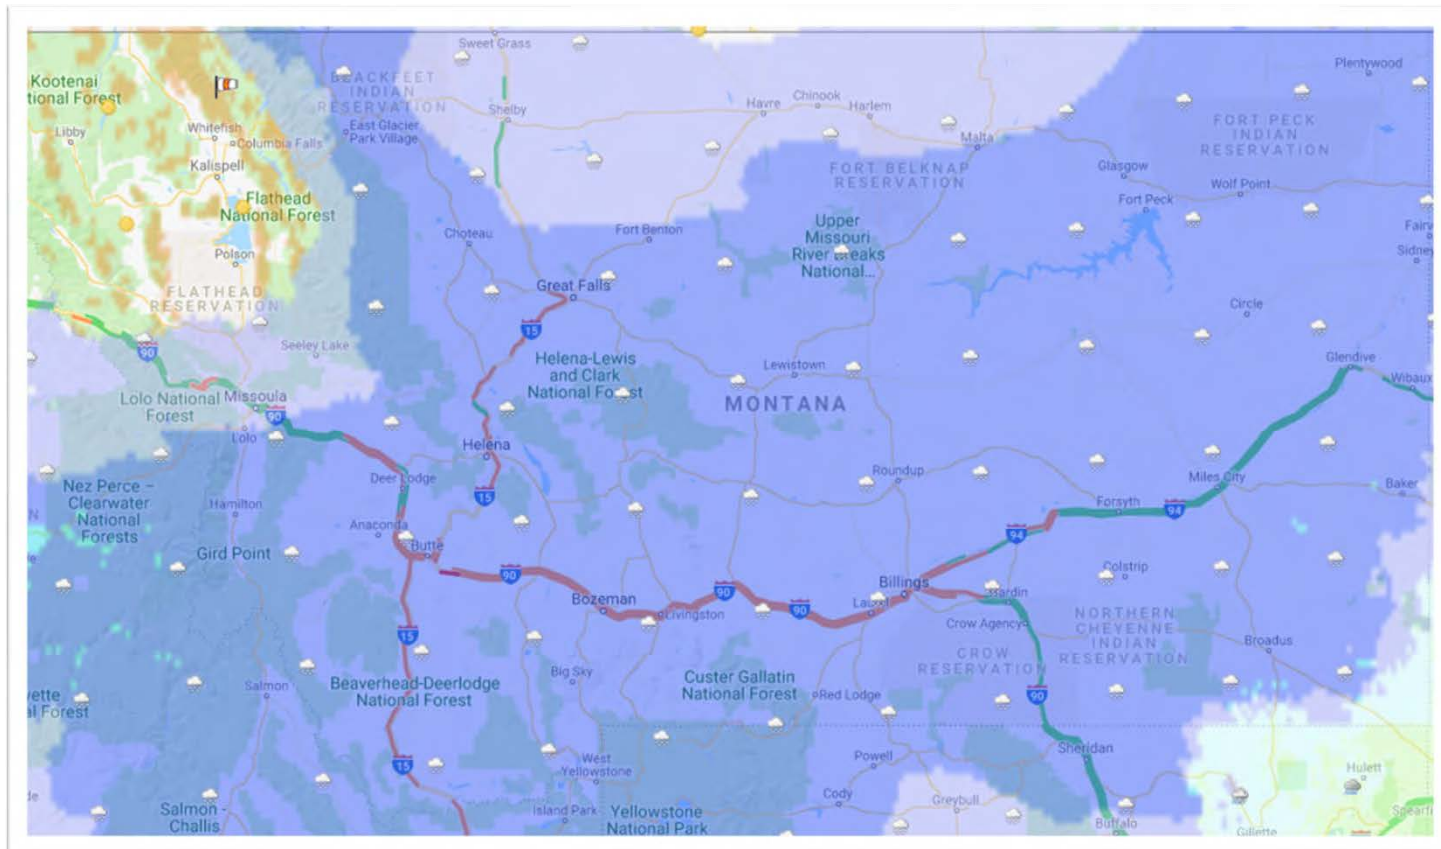 Sweet Grass
Plentywood
Kootenai
tional Forest
BLACKFEET
INDIAN
RESERVATION
Havre
Chinook
Harlem
Shelby
Libby
Whitefish
Columbia Falls
East Glacier
Park Village
Malta
FORT PECK
INDIAN
RESERVATION
Kalispell
FORT BELKNAP
RESERVATION
Glasgow
Wolf Point
Flathead
National Forest
Fort Peck
Choteau
Fort Benton
Upper
Missouri
River Breaks
National...
Fairv
Sidney
Polson
FLATHEAD
RESERVATION
Great Falls
Circle
15
90
Seeley Lake
Helena-Lewis
and Clark
National Forest
Lewistown
Glendive
Wibaux
Lolo National
Forest
Missoula
90
MONTANA
Lolo
Helena
Deer Lodge
Roundup
Miles City
Baker
Nez Perce –
Clearwater
National
Forests
Hamilton
15
Forsyth
94
N
Anaconda
Butte
94
Gird Point
90
Billings
Colstrip
Bozeman
Livingston
90
90
Laurel
Hardin
Crow Agency
NORTHERN
CHEYENNE
INDIAN
RESERVATION
15
CROW
RESERVATION
Broadus
Big Sky
Salmon
Beaverhead-Deerlodge
National Forest
Custer Gallatin
National Forest
Red Lodge
90
vette
al Forest
15
West
Yellowstone
Powell
Sheridan
Hulett
de
Salmon -
Challis
Island Park
Yellowstone
National Park
Cody
Greybull
Buffalo
Gillette
Spearfi